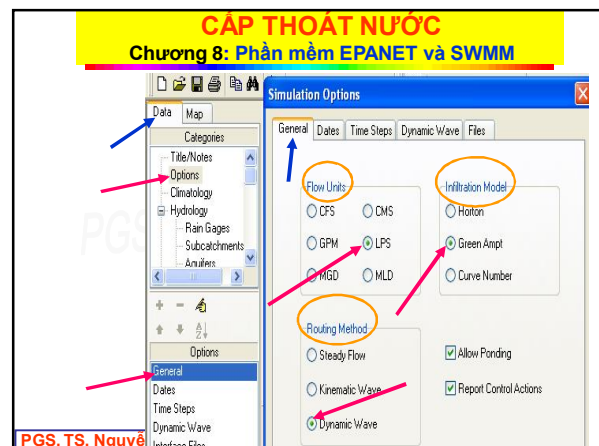 CẤP THOÁT NƯỚC
Chương 8: Phần mềm EPANET và SWMM
Data Map
Categories
Title/Notes
Options
Climatology
Hydrology
Rain Gages
Subcatchments
Aquifers
Options
General
Dates
Time Steps
Dynamic Wave
Interface Files
Simulation Options
General Dates Time Steps Dynamic Wave Files
Flow Units
CFS CMS
GPM LPS
MGD MLD
Infiltration Model
Horton
Green Ampt
Curve Number
Routing Method
Steady Flow
Kinematic Wave
Dynamic Wave
Allow Ponding
Report Control Actions
PGS
PGS. TS. Nguyễ